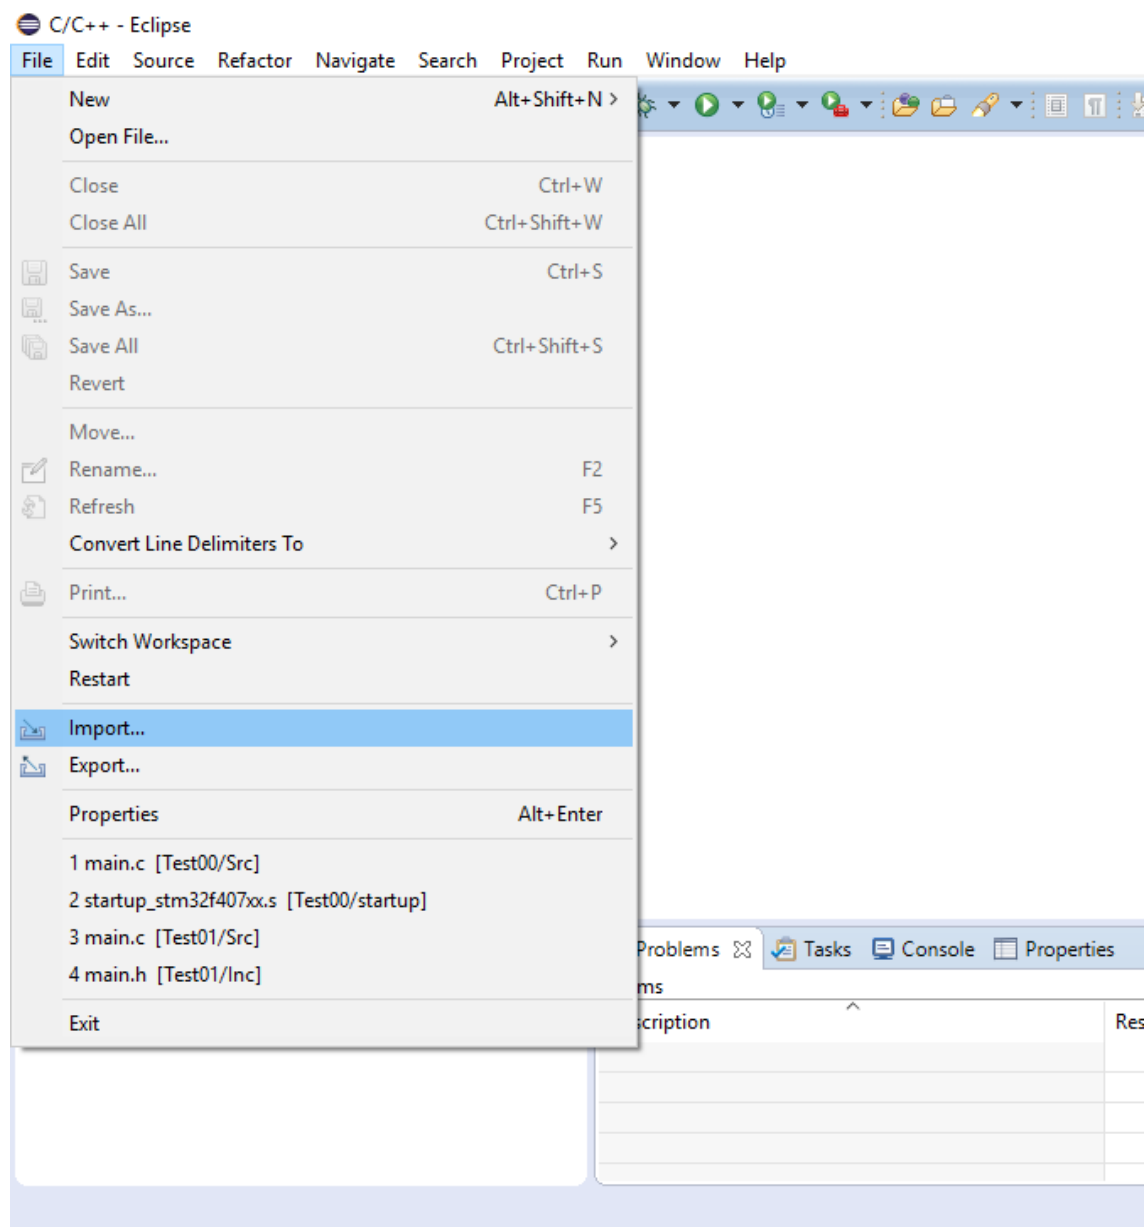 C/C++ - Eclipse
File Edit Source Refactor Navigate Search Project Run Window Help
New Alt+Shift+N >
Open File...
Close Ctrl+W
Close All Ctrl+Shift+W
Save Ctrl+S
Save As...
Save All Ctrl+Shift+S
Revert
Move...
Rename... F2
Refresh F5
Convert Line Delimiters To >
Print... Ctrl+P
Switch Workspace >
Restart
Import...
Export...
Properties Alt+Enter
1 main.c [Test00/Src]
2 startup_stm32f407xx.s [Test00/startup]
3 main.c [Test01/Src]
4 main.h [Test01/Inc]
Exit
Problems Tasks Console Properties
ms
scription Res